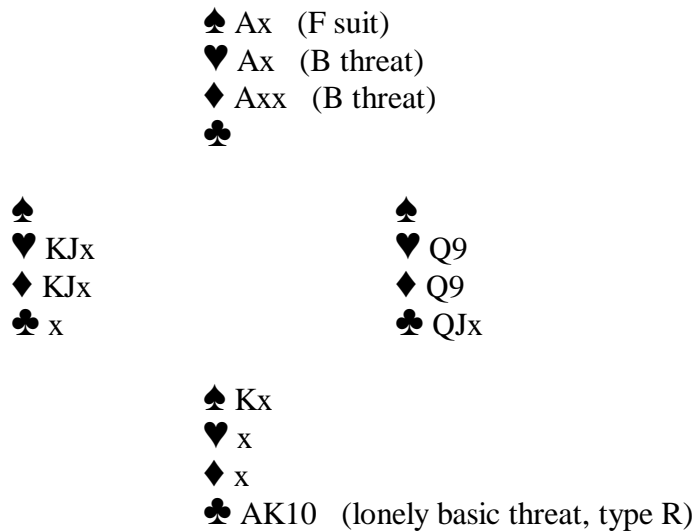 ♠ Ax (F suit)
♥ Ax (B threat)
♦ Axx (B threat)
♣
♠ ♠
♥ KJx ♥ Q9
♦ KJx ♦ Q9
♣ x ♣ QJx
♠ Kx
♥ x
♦ x
♣ AK10 (lonely basic threat, type R)